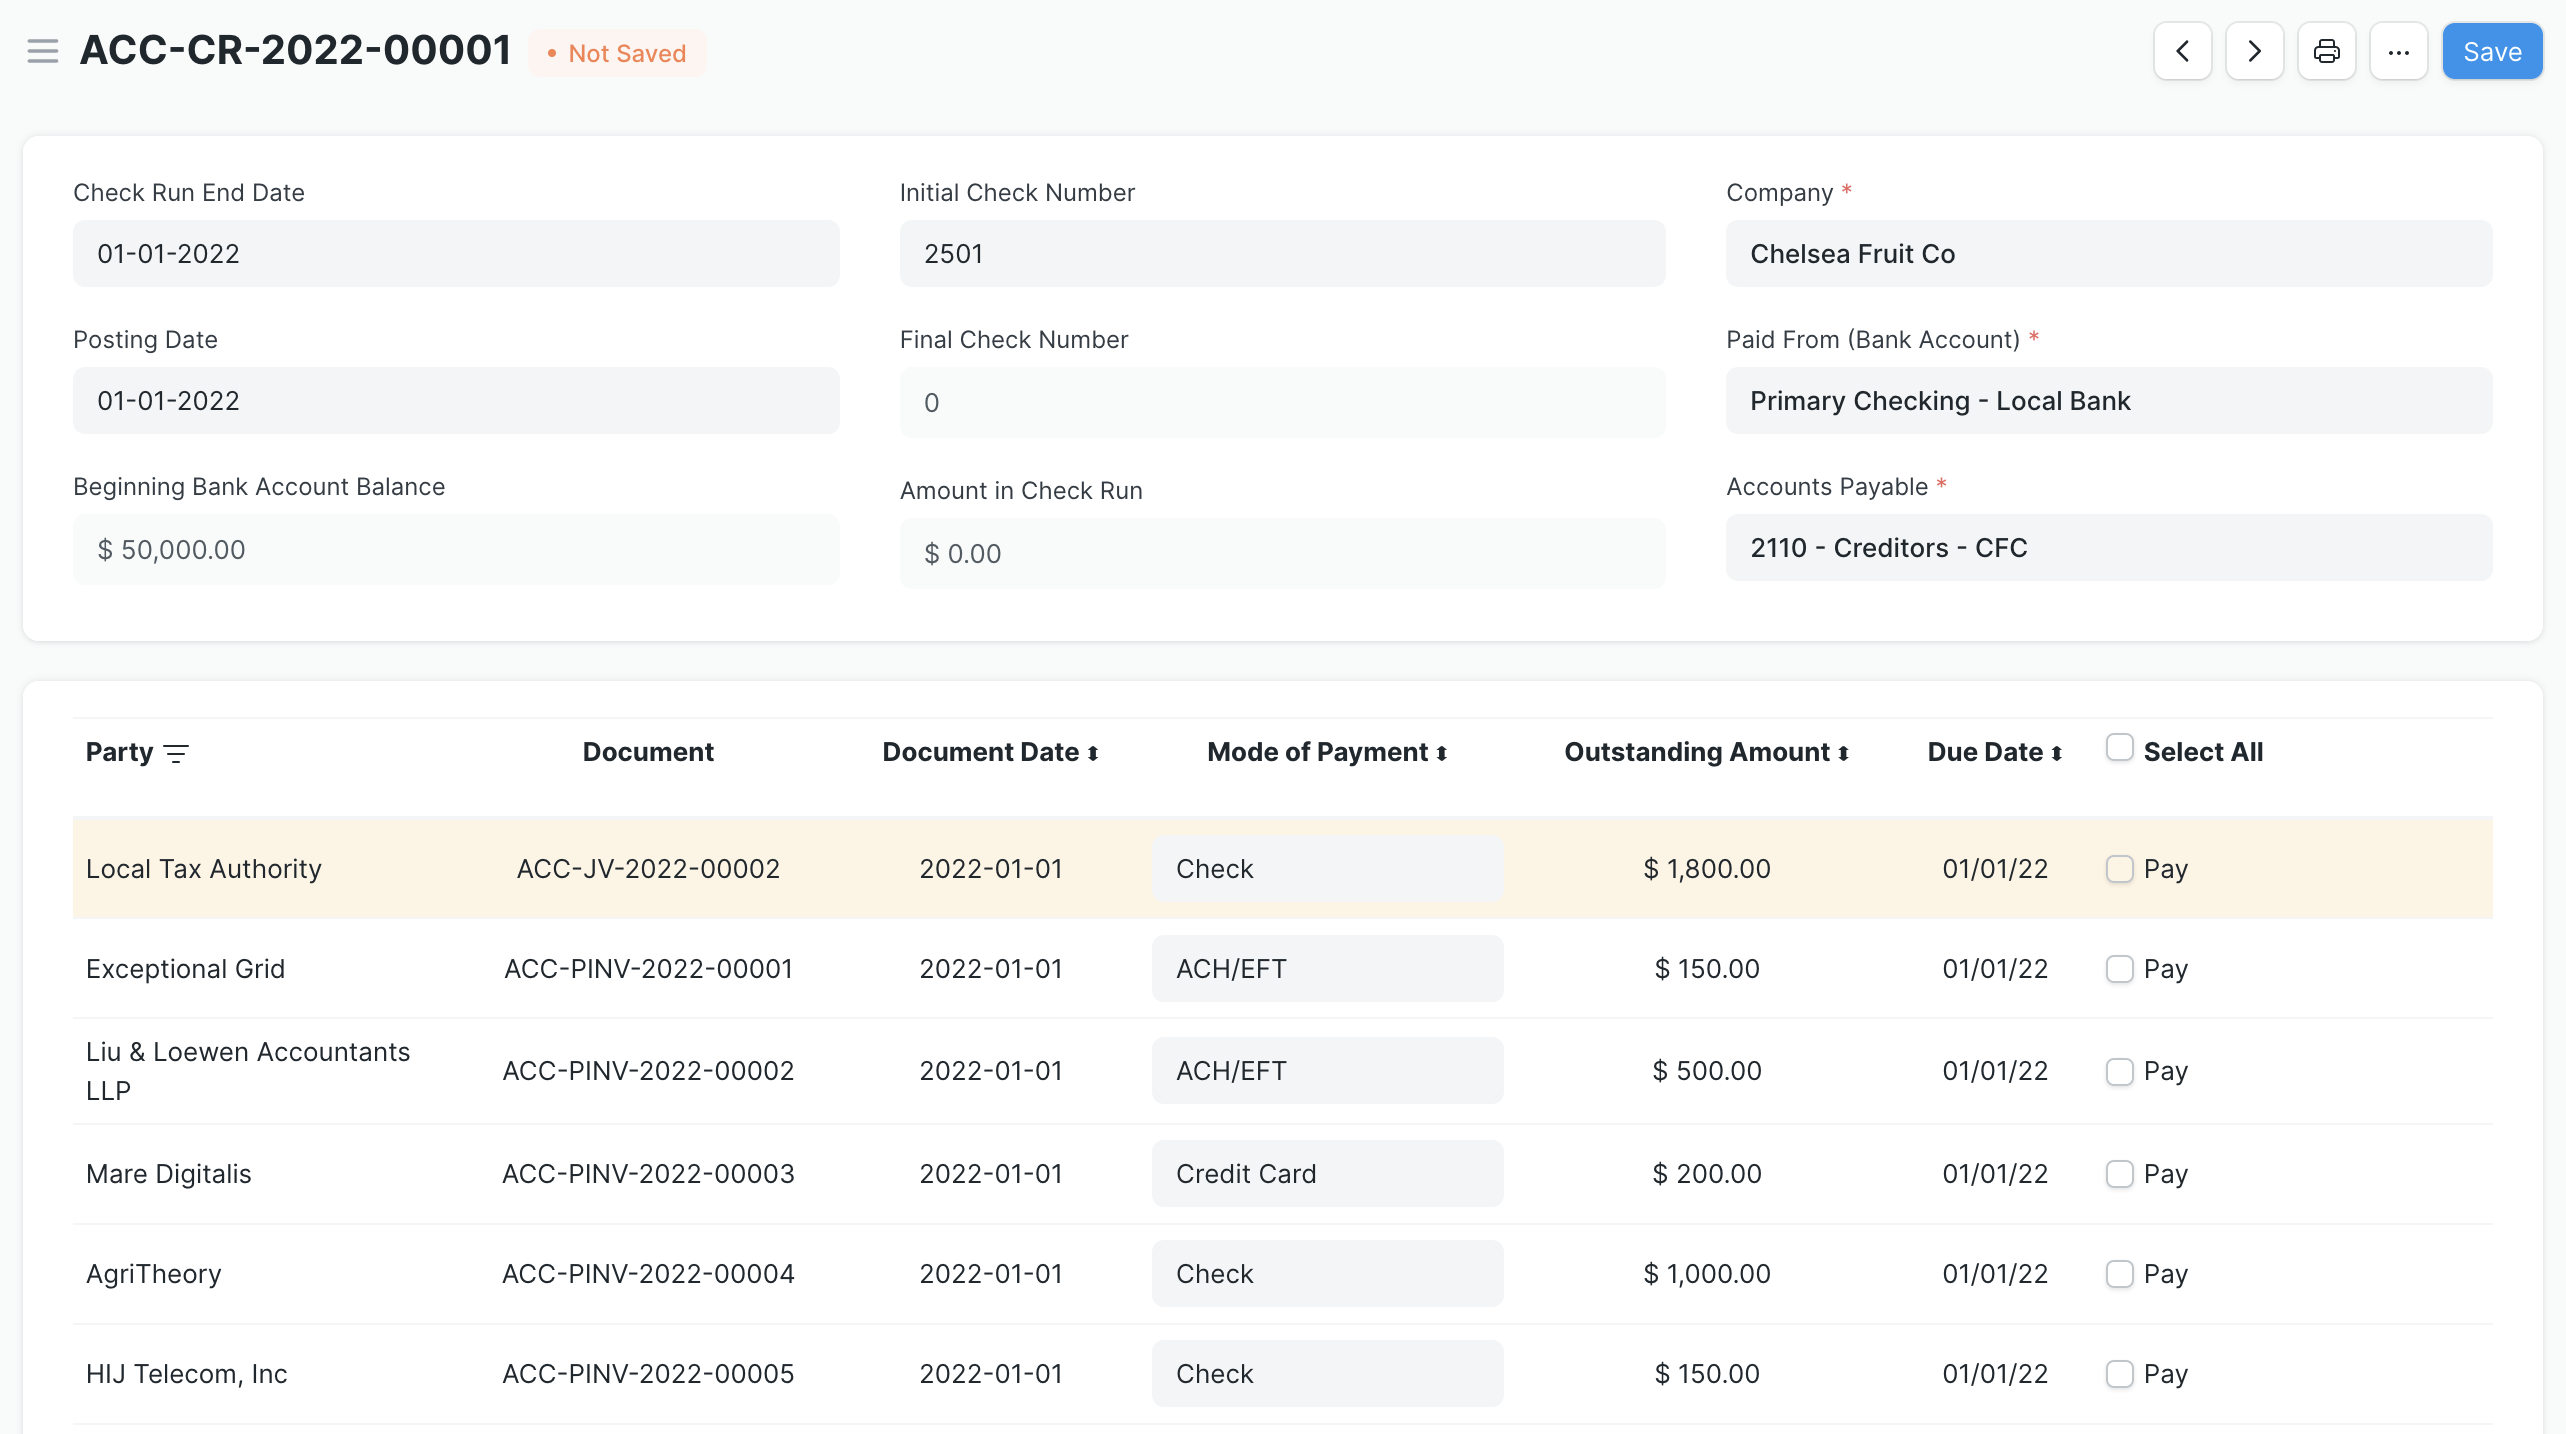 ACC-CR-2022-00001 • Not Saved ··· Save
Check Run End Date Initial Check Number Company *
01-01-2022 2501 Chelsea Fruit Co
Posting Date Final Check Number Paid From (Bank Account) *
01-01-2022 0 Primary Checking - Local Bank
Beginning Bank Account Balance Amount in Check Run Accounts Payable *
$ 50,000.00 $ 0.00 2110 - Creditors - CFC
Party Document Document Date Mode of Payment Outstanding Amount Due Date Select All
Local Tax Authority ACC-JV-2022-00002 2022-01-01 Check $ 1,800.00 01/01/22 Pay
Exceptional Grid ACC-PINV-2022-00001 2022-01-01 ACH/EFT $ 150.00 01/01/22 Pay
Liu & Loewen Accountants
LLP ACC-PINV-2022-00002 2022-01-01 ACH/EFT $ 500.00 01/01/22 Pay
Mare Digitalis ACC-PINV-2022-00003 2022-01-01 Credit Card $ 200.00 01/01/22 Pay
AgriTheory ACC-PINV-2022-00004 2022-01-01 Check $ 1,000.00 01/01/22 Pay
HIJ Telecom, Inc ACC-PINV-2022-00005 2022-01-01 Check $ 150.00 01/01/22 Pay